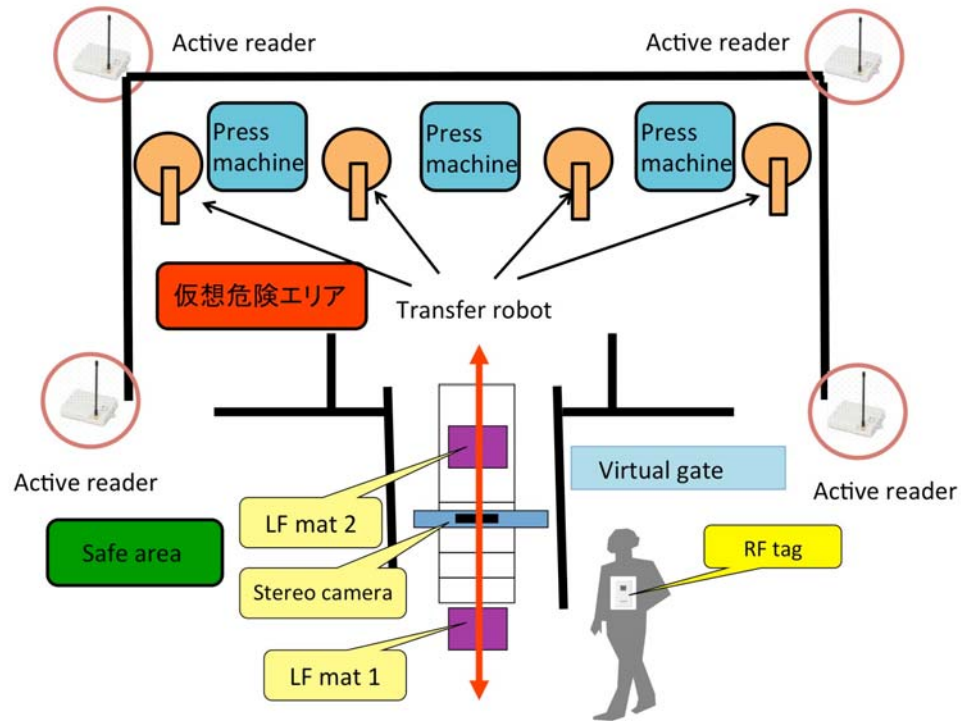 Active reader
Active reader
Press
machine
Press
machine
Press
machine
仮想危険エリア
Transfer robot
Active reader
Virtual gate
Active reader
LF mat 2
Safe area
RF tag
Stereo camera
LF mat 1